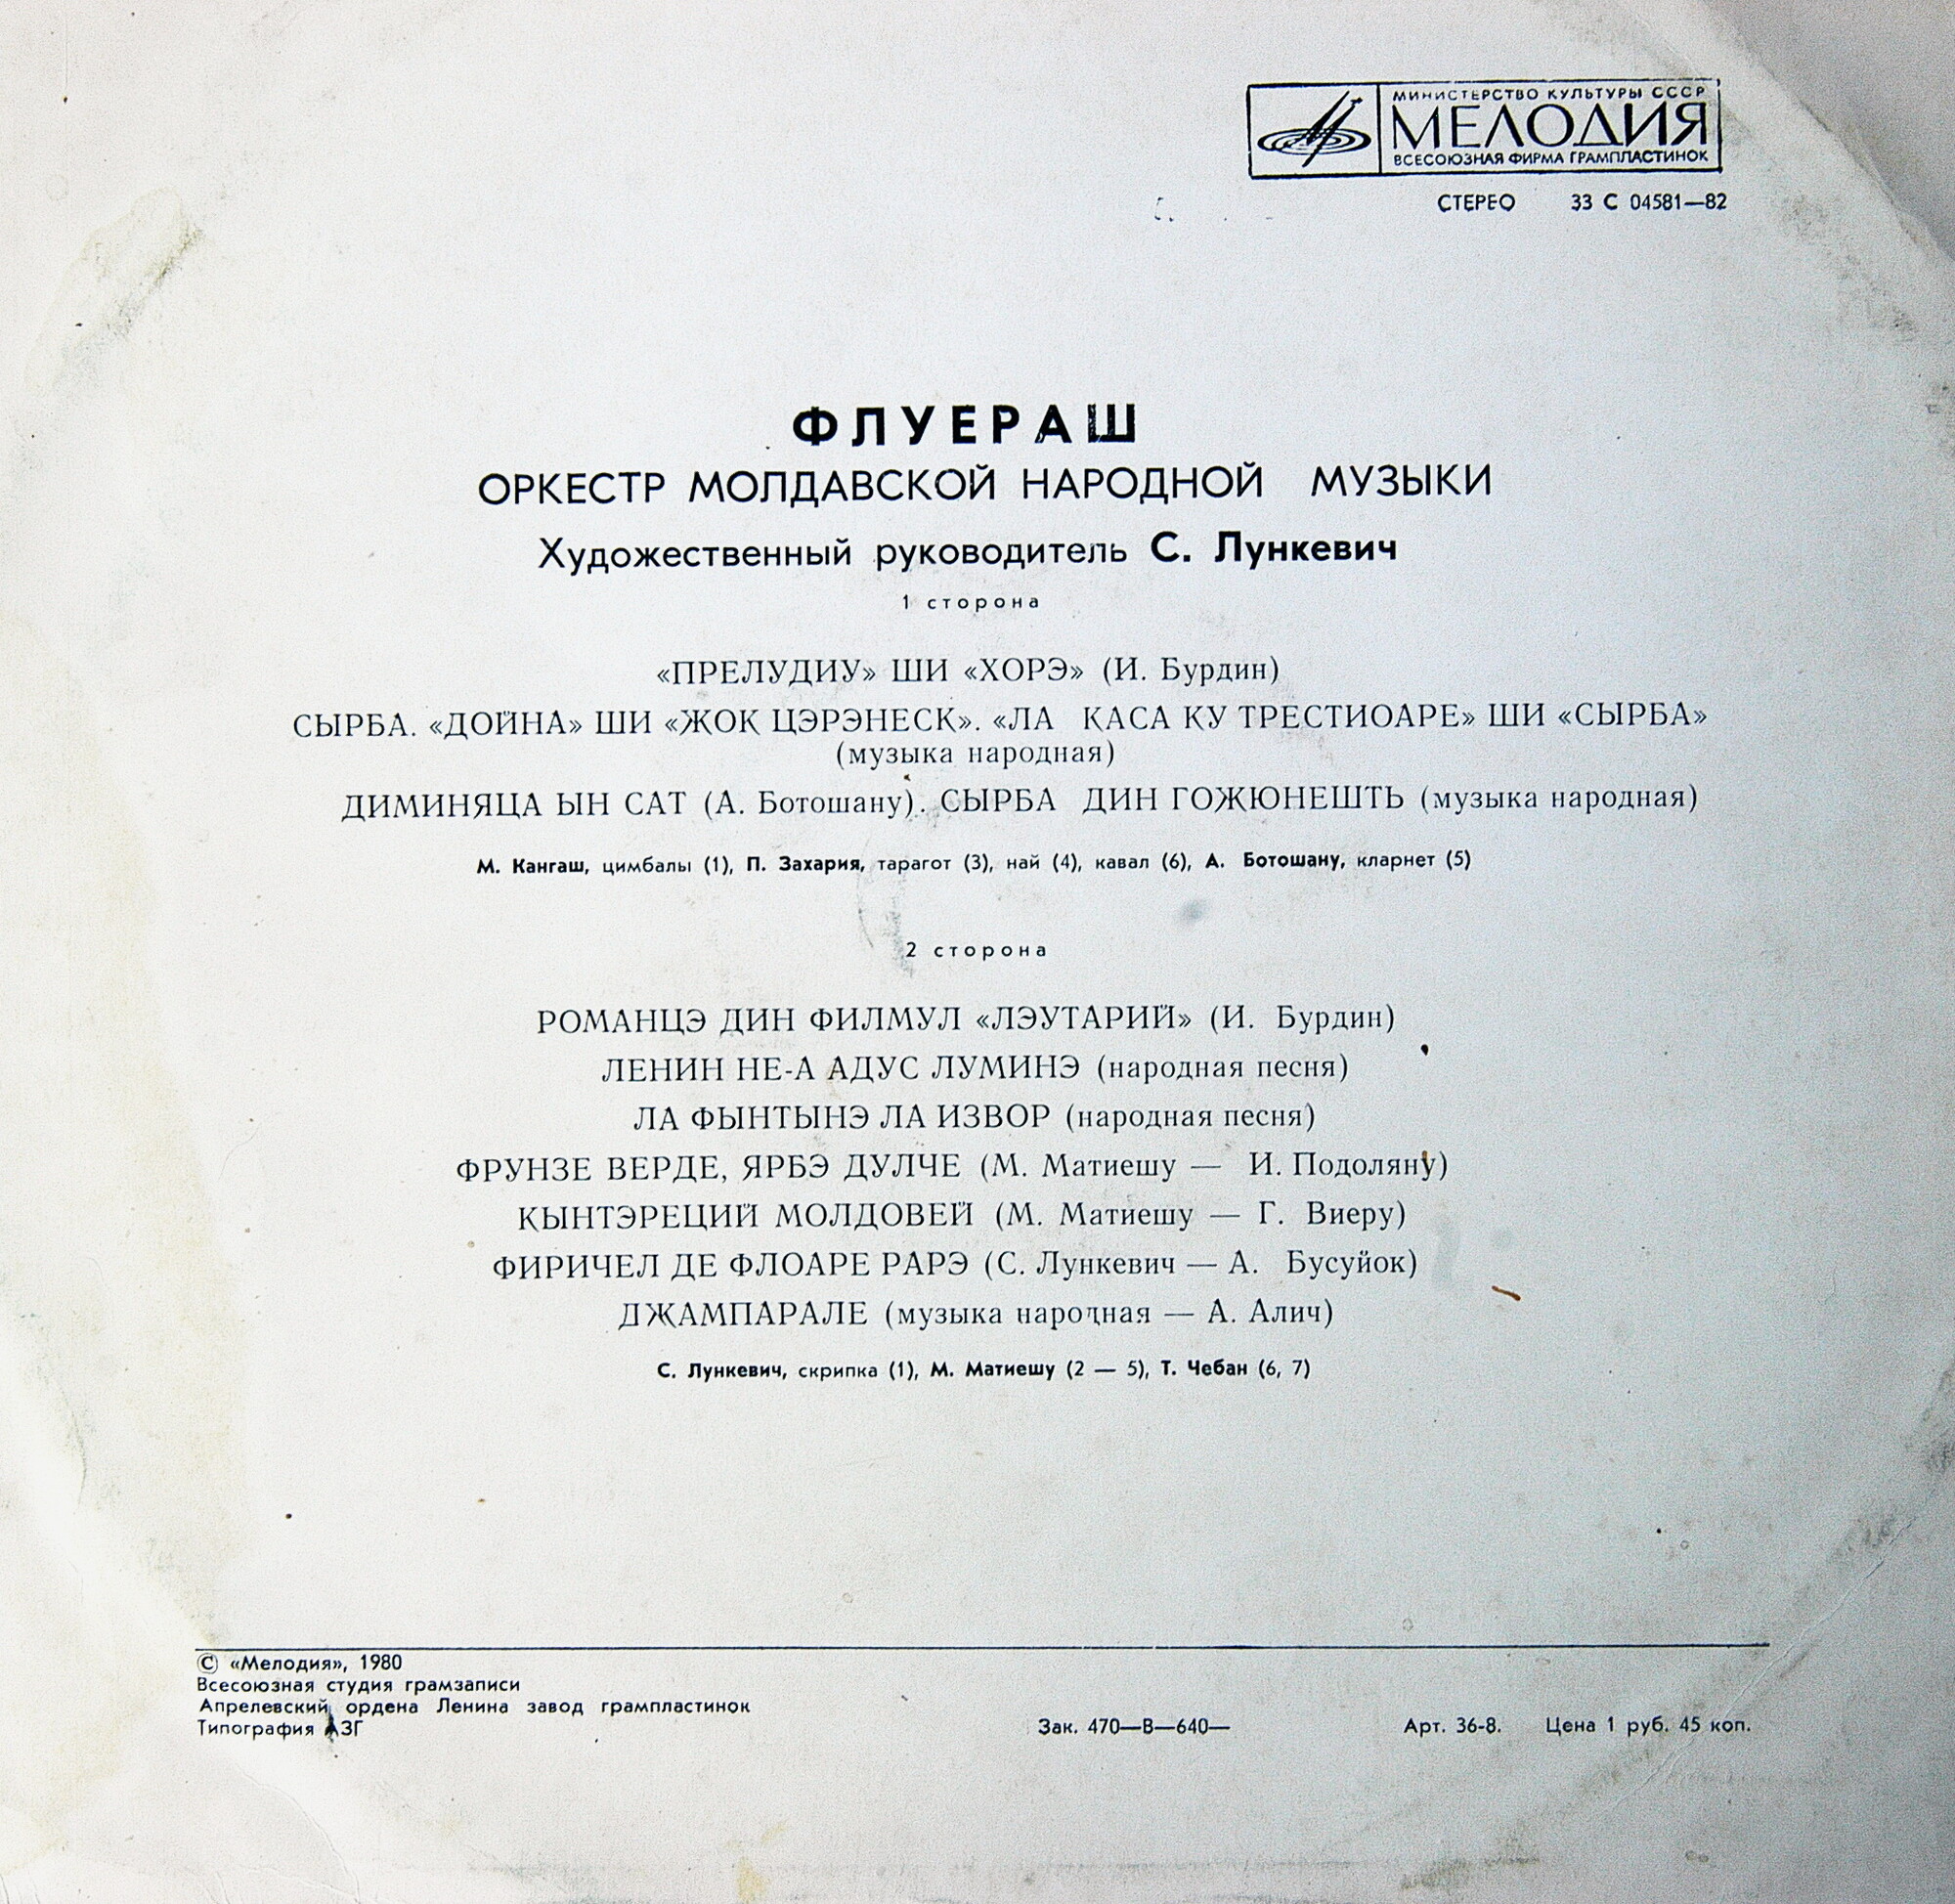 МИНИСТЕРСТВО КУЛЬТУРЫ СССР
МЕЛОДИЯ
ВСЕСОЮЗНАЯ ФИРМА ГРАМПЛАСТИНОК
СТЕРЕО 33 С 04581—82
ФЛУЕРАШ
ОРКЕСТР МОЛДАВСКОЙ НАРОДНОЙ МУЗЫКИ
Художественный руководитель С. Лункевич
1 сторона
«ПРЕЛУДИУ» ШИ «ХОРЭ» (И. Бурдин)
СЫРБА. «ДОЙНА» ШИ «ЖОК ЦЭРЭНЕСК». «ЛА КАСА КУ ТРЕСТИОАРЕ» ШИ «СЫРБА»
(музыка народная)
ДИМИНЯЦА ЫН САТ (А. Ботошану). СЫРБА ДИН ГОЖЮНЕШТЬ (музыка народная)
М. Кангаш, цимбалы (1), П. Захария, тарагот (3), най (4), кавал (6), А. Ботошану, кларнет (5)
2 сторона
РОМАНЦЭ ДИН ФИЛМУЛ «ЛЭУТАРИЙ» (И. Бурдин)
ЛЕНИН НЕ-А АДУС ЛУМИНЭ (народная песня)
ЛА ФЫНТЫНЭ ЛА ИЗВОР (народная песня)
ФРУНЗЕ ВЕРДЕ, ЯРБЭ ДУЛЧЕ (М. Матиешу — И. Подоляну)
КЫНТЭРЕЦИЙ МОЛДОВЕЙ (М. Матиешу — Г. Виеру)
ФИРИЧЕЛ ДЕ ФЛОАРЕ РАРЭ (С. Лункевич — А. Бусуйок)
ДЖАМПАРАЛЕ (музыка народная — А. Алич)
С. Лункевич, скрипка (1), М. Матиешу (2 — 5), Т. Чебан (6, 7)
© «Мелодия», 1980
Всесоюзная студия грамзаписи
Апрелевский ордена Ленина завод грампластинок
Типография АЗГ Зак. 470—В—640— Арт. 36-8. Цена 1 руб. 45 коп.